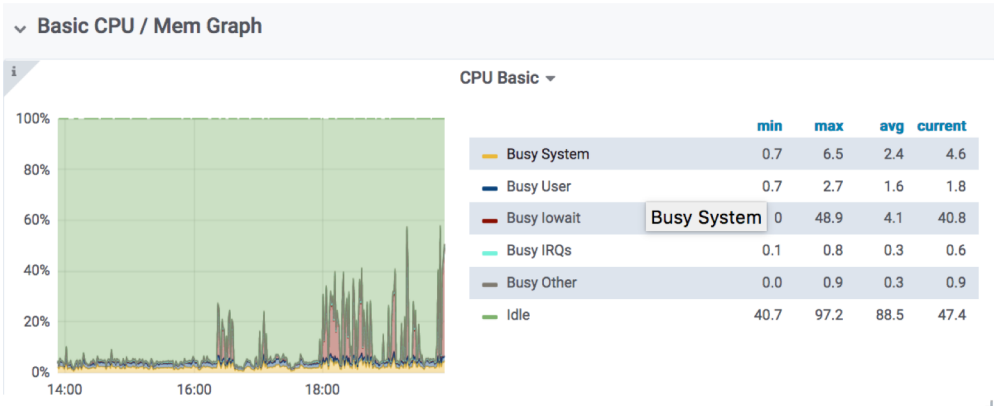 Basic CPU / Mem Graph
i
CPU Basic
100%
80%
60%
40%
20%
0%
14:00 16:00 18:00
min max avg current
Busy System 0.7 6.5 2.4 4.6
Busy User 0.7 2.7 1.6 1.8
Busy Iowait Busy System 0 48.9 4.1 40.8
Busy IRQs 0.1 0.8 0.3 0.6
Busy Other 0.0 0.9 0.3 0.9
Idle 40.7 97.2 88.5 47.4